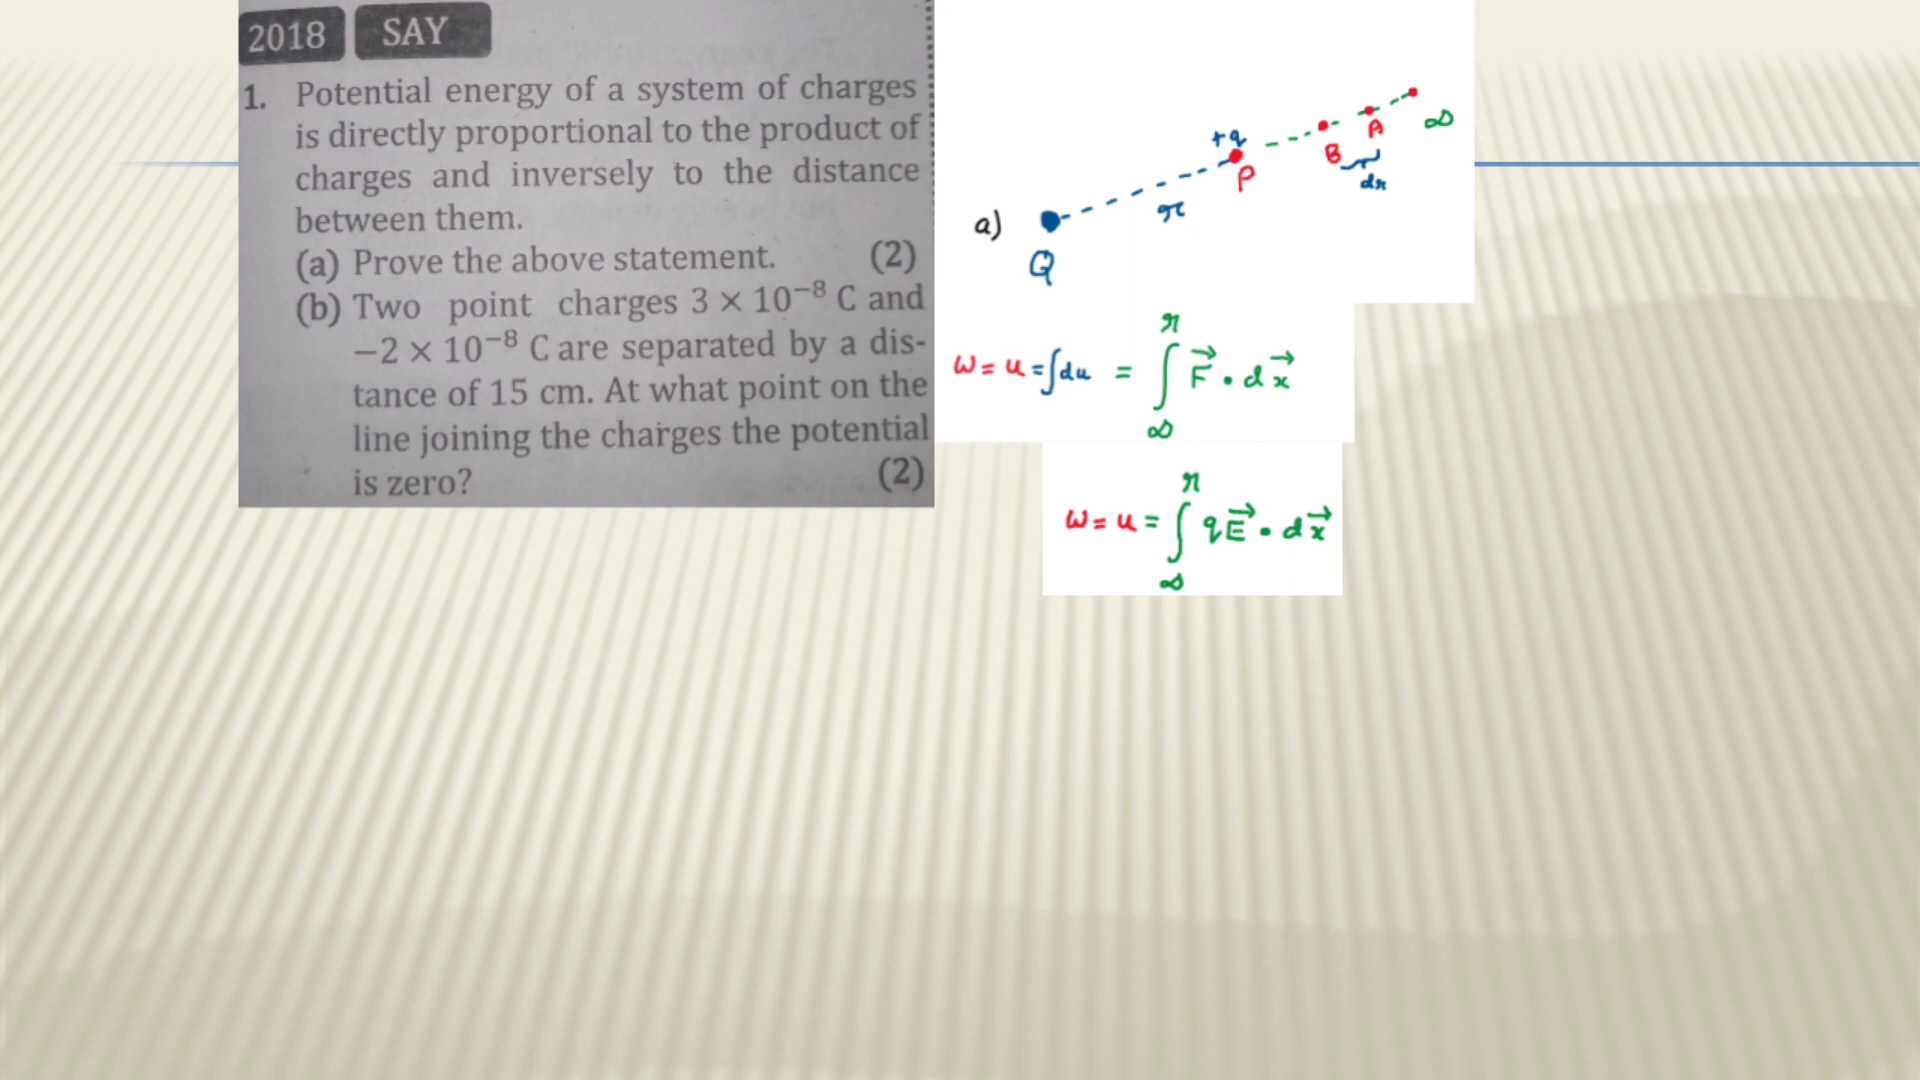 2018 SAY
1. Potential energy of a system of charges
is directly proportional to the product of
charges and inversely to the distance
between them.
(a) Prove the above statement. (2)
(b) Two point charges 3 × 10⁻⁸ C and
−2 × 10⁻⁸ C are separated by a dis-
tance of 15 cm. At what point on the
line joining the charges the potential
is zero? (2)
a)
Q
r
+q
P
B
A
dx
∞
W = u = ∫du = ∫ F⃗ . dx⃗
r
∞
W = u = ∫ qE⃗ . dx⃗
r
∞